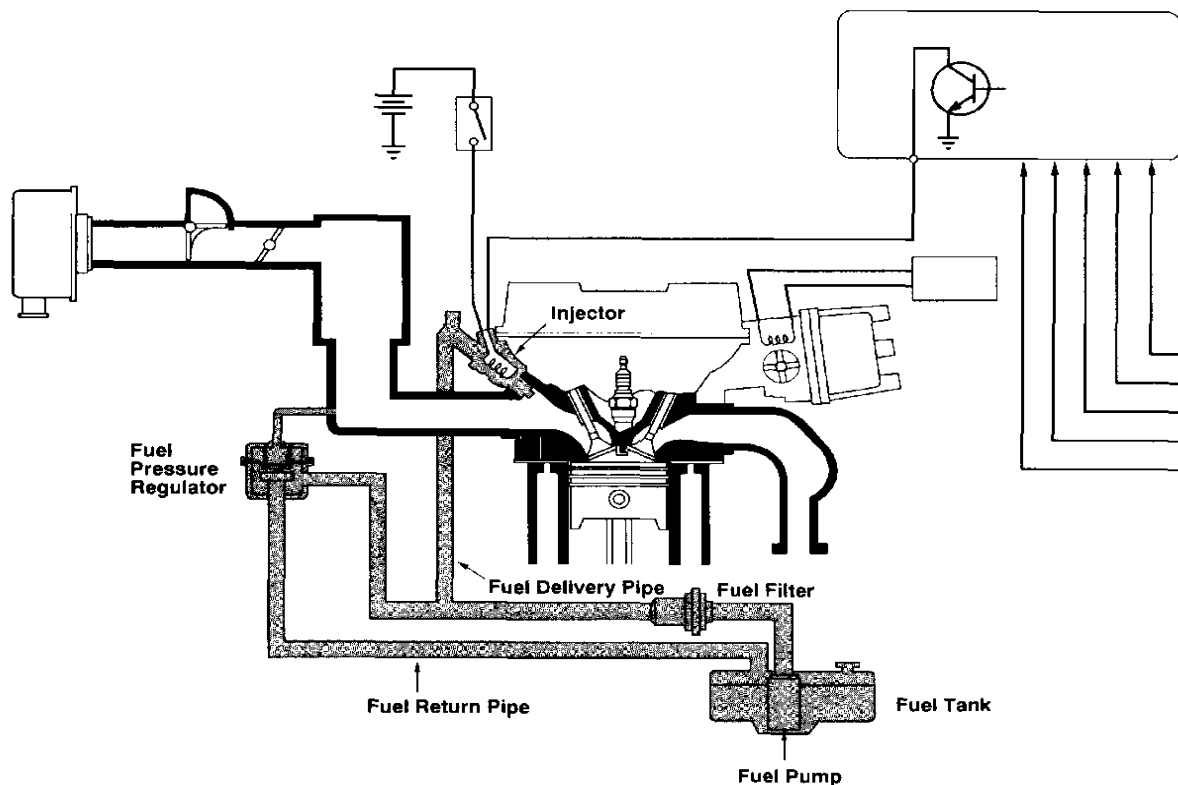 Injector
Fuel
Pressure
Regulator
Fuel Delivery Pipe
Fuel Filter
Fuel Return Pipe
Fuel Tank
Fuel Pump